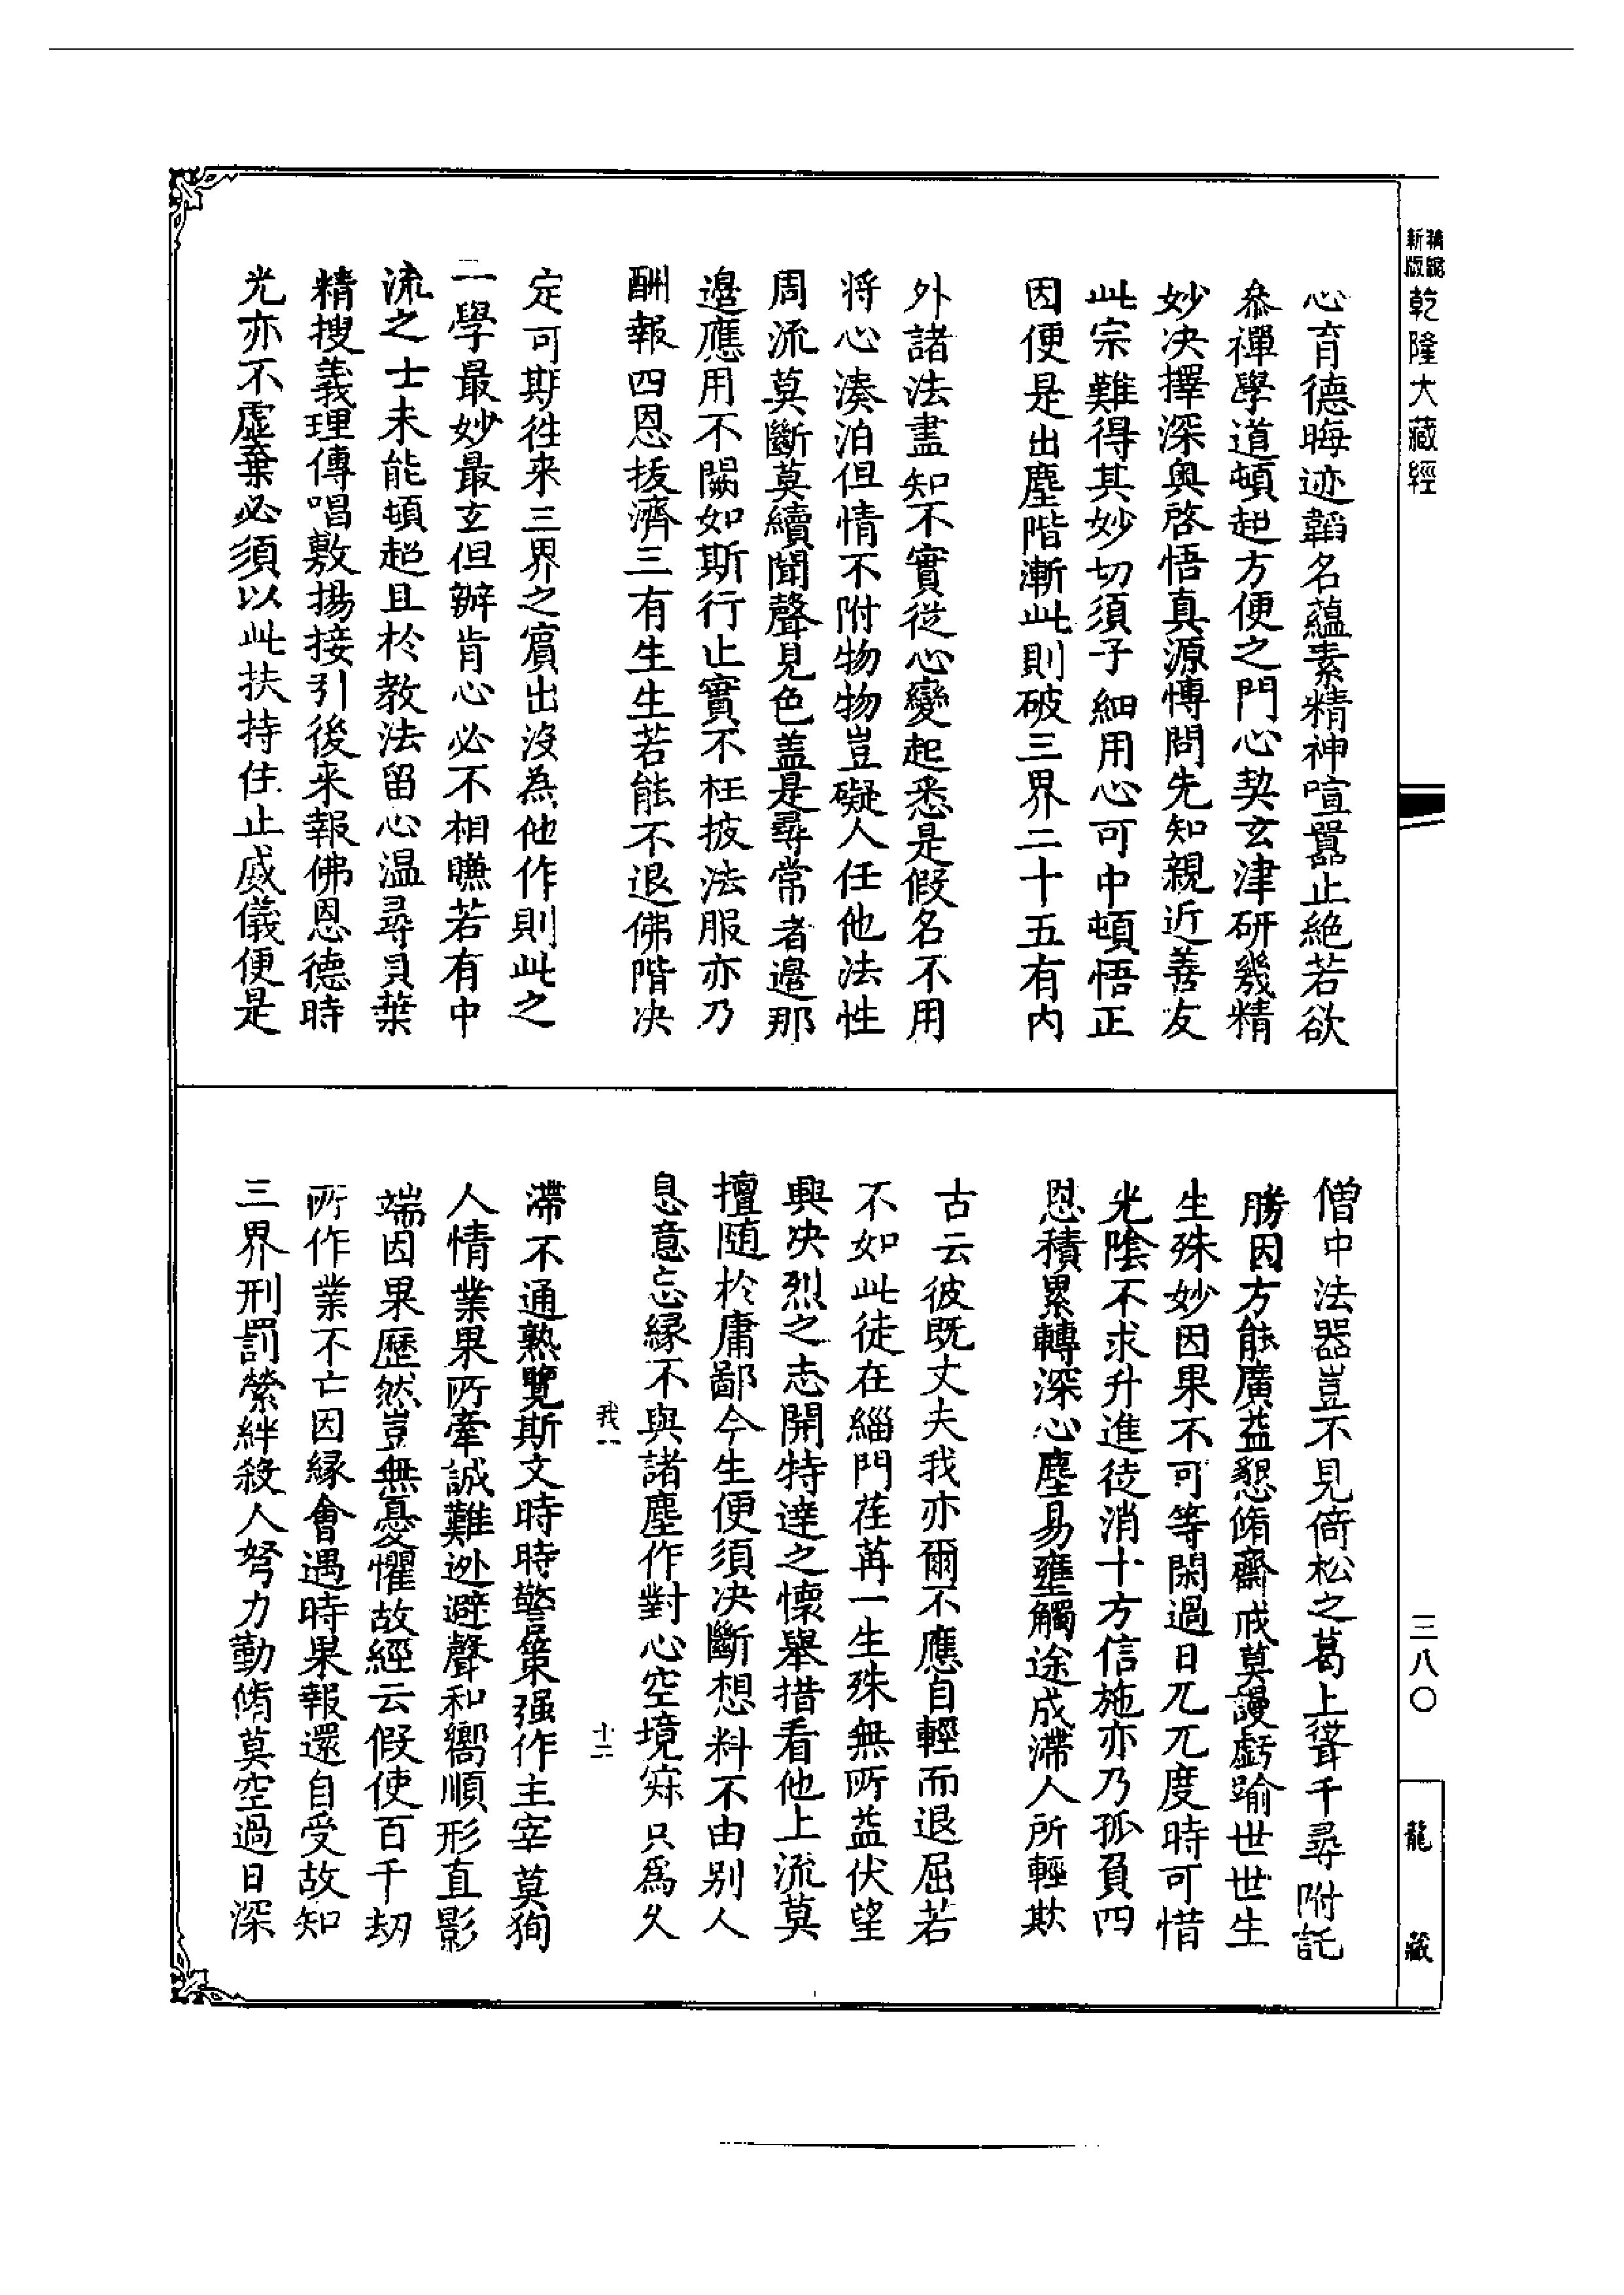 精縮
新版
乾隆大藏經
三八〇
龍藏
心育德晦迹韜名蘊素精神喧囂止絕若欲
叅禪學道頓超方便之門心契玄津研幾精
妙決擇深奧啓悟真源愽問先知親近善友
此宗難得其妙切須子細用心可中頓悟正
因便是出塵階漸此則破三界二十五有内
外諸法盡知不實從心變起悉是假名不用
將心湊泊但情不附物物豈礙人任他法性
周流莫斷莫續聞聲見色盖是尋常者邊那
邊應用不闕如斯行止實不枉披法服亦乃
酬報四恩拔濟三有生生若能不退佛階决
定可期往來三界之賓出沒為他作則此之
一學最妙最玄但辦肯心必不相賺若有中
流之士未能頓超且於教法留心温尋貝葉
精搜義理傳唱敷揚接引後来報佛恩德時
光亦不虛棄必須以此扶持住止威儀便是
僧中法器豈不見倚松之葛上聳千尋附託
勝因方能廣益懇脩齋戒莫謾虧踰世世生
生殊妙因果不可等閑過日兀兀度時可惜
光陰不求升進徒消十方信施亦乃孤負四
恩積累轉深心塵易壅觸途成滯人所輕欺
古云彼既丈夫我亦爾不應自輕而退屈若
不如此徒在緇門荏苒一生殊無所益伏望
興决烈之志開特達之懷舉措看他上流莫
擅隨於庸鄙今生便須决斷想料不由别人
息意忘緣不與諸塵作對心空境寂只爲久
我一
十二
滯不通熟覽斯文時時警策强作主宰莫狥
人情業果所牽誠難迯避聲和嚮順形直影
端因果歷然豈無憂懼故經云假使百千劫
所作業不亡因緣會遇時果報還自受故知
三界刑罰縈絆殺人努力勤脩莫空過日深